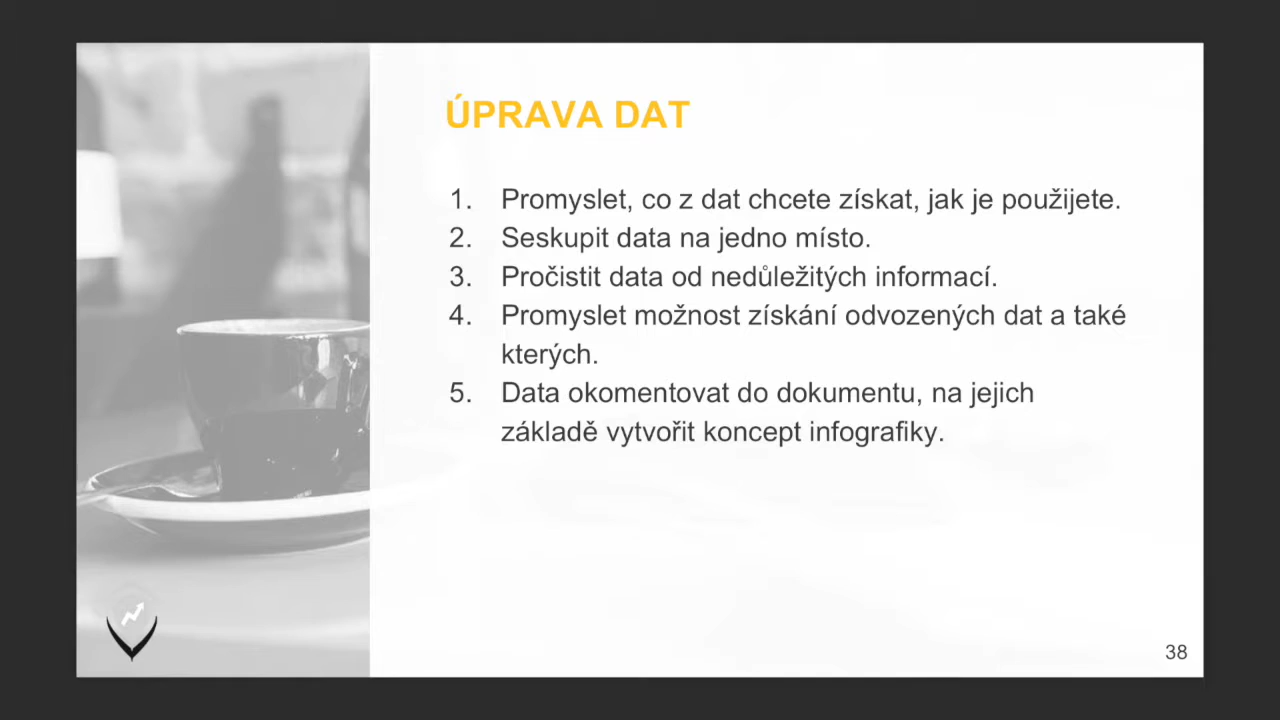 ÚPRAVA DAT
1. Promyslet, co z dat chcete získat, jak je použijete.
2. Seskupit data na jedno místo.
3. Pročistit data od nedůležitých informací.
4. Promyslet možnost získání odvozených dat a také
kterých.
5. Data okomentovat do dokumentu, na jejich
základě vytvořit koncept infografiky.
38